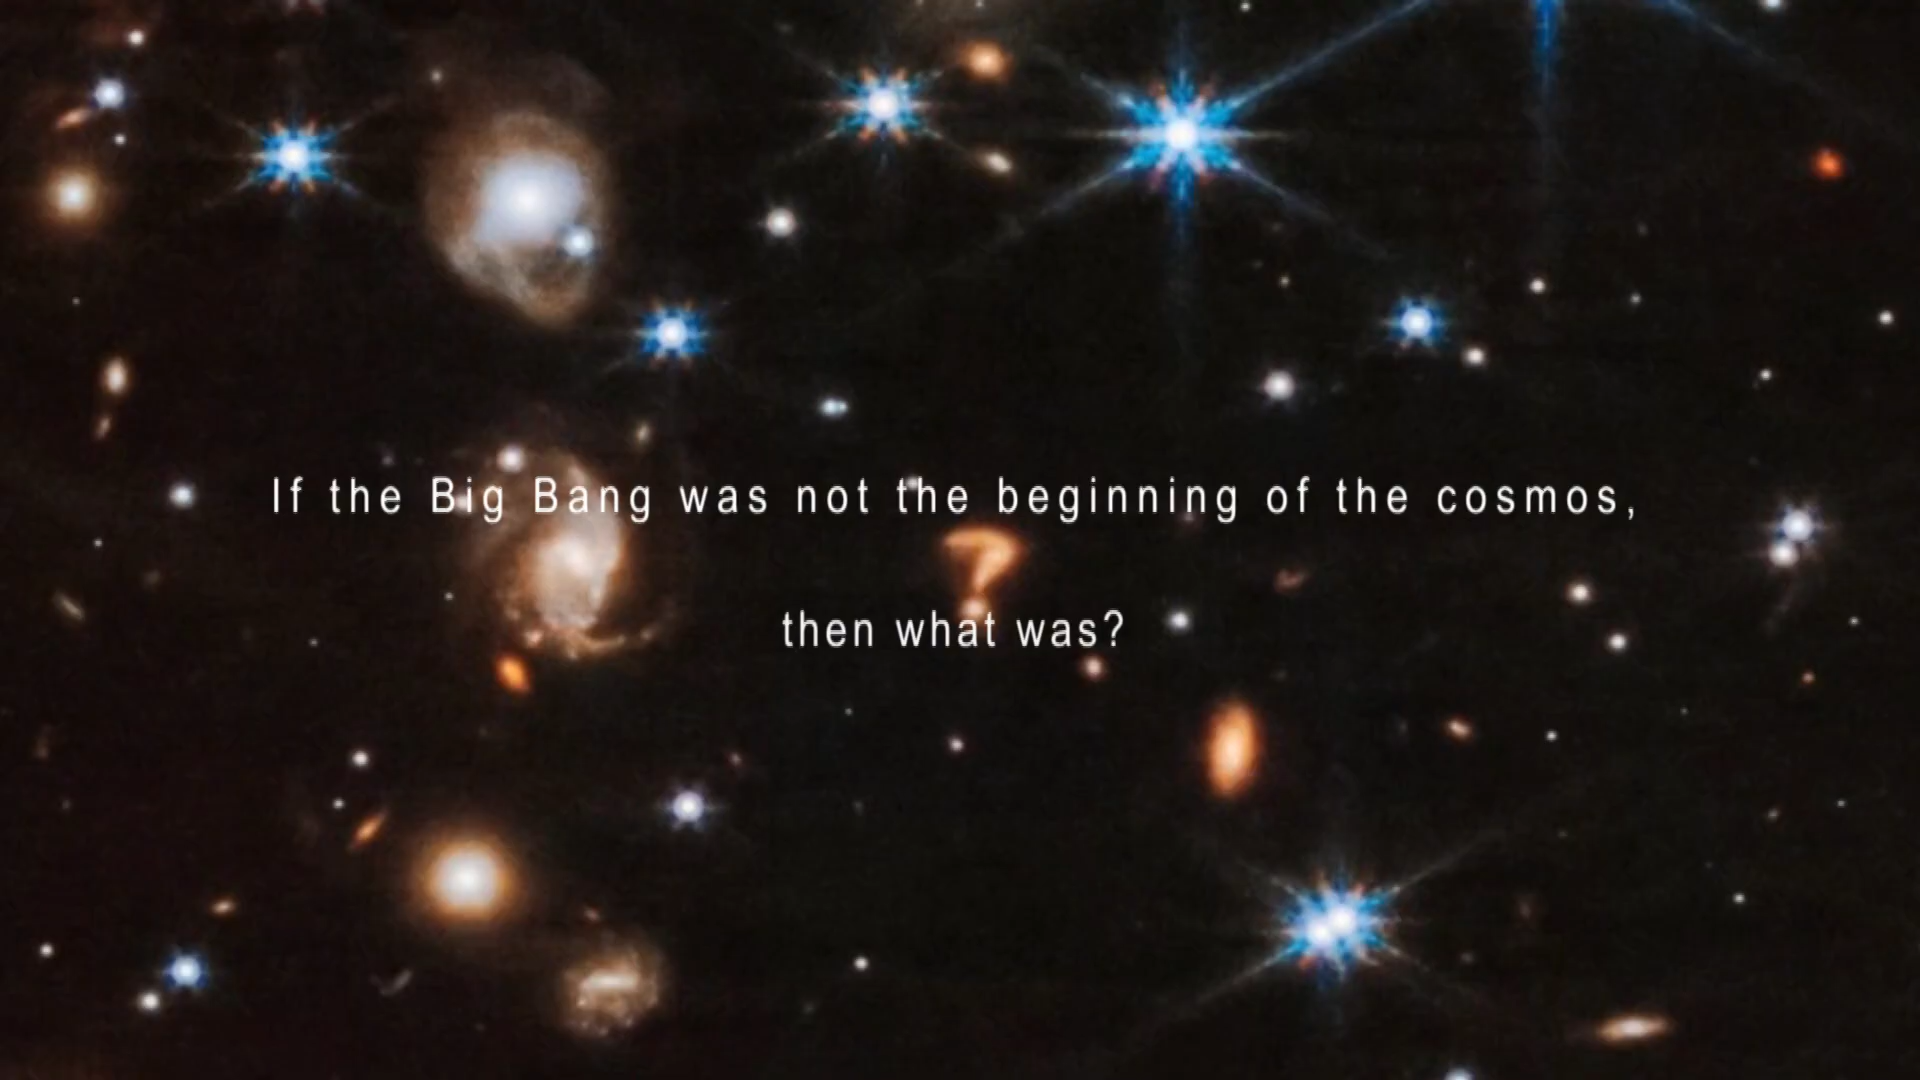 If the Big Bang was not the beginning of the cosmos,
then what was?